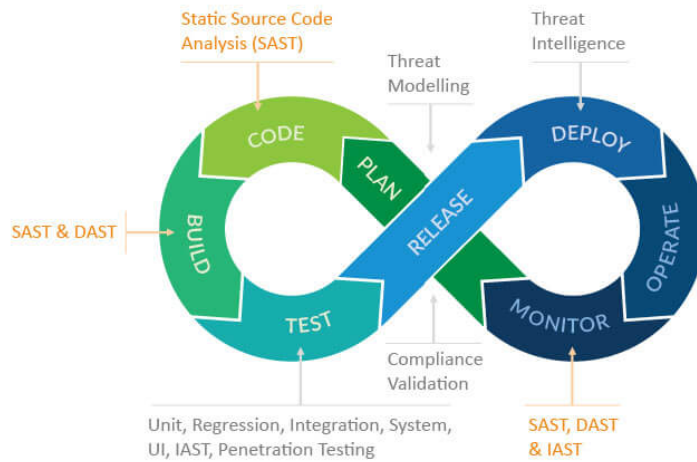 Static Source Code
Analysis (SAST)
Threat
Modelling
Threat
Intelligence
CODE
PLAN
DEPLOY
SAST & DAST
BUILD
RELEASE
OPERATE
TEST
MONITOR
Compliance
Validation
Unit, Regression, Integration, System,
UI, IAST, Penetration Testing
SAST, DAST
& IAST